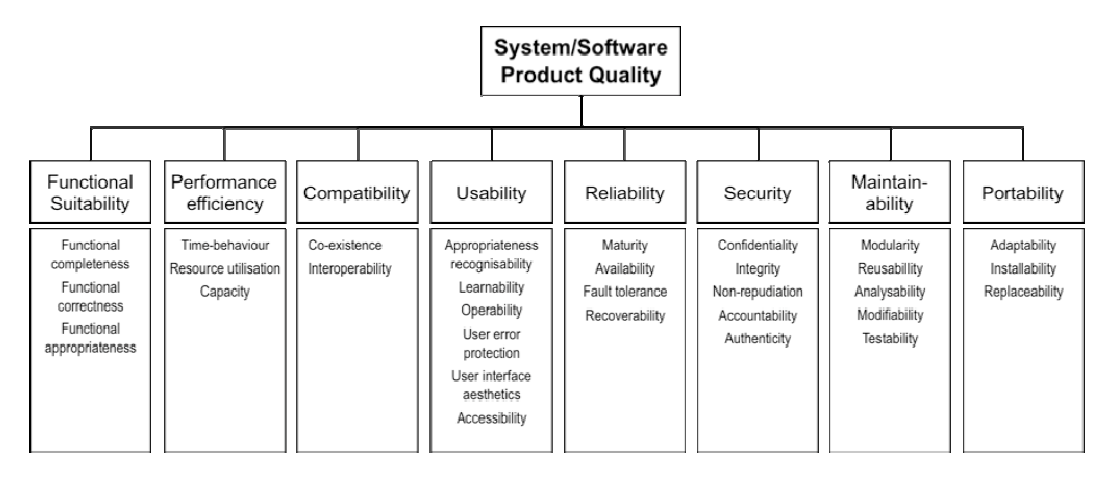 System/Software
Product Quality
Functional
Suitability
Performance
efficiency
Compatibility
Usability
Reliability
Security
Maintain-
ability
Portability
Functional
completeness
Functional
correctness
Functional
appropriateness
Time-behaviour
Resource utilisation
Capacity
Co-existence
Interoperability
Appropriateness
recognisability
Learnability
Operability
User error
protection
User interface
aesthetics
Accessibility
Maturity
Availability
Fault tolerance
Recoverability
Confidentiality
Integrity
Non-repudiation
Accountability
Authenticity
Modularity
Reusability
Analysability
Modifiability
Testability
Adaptability
Installability
Replaceability